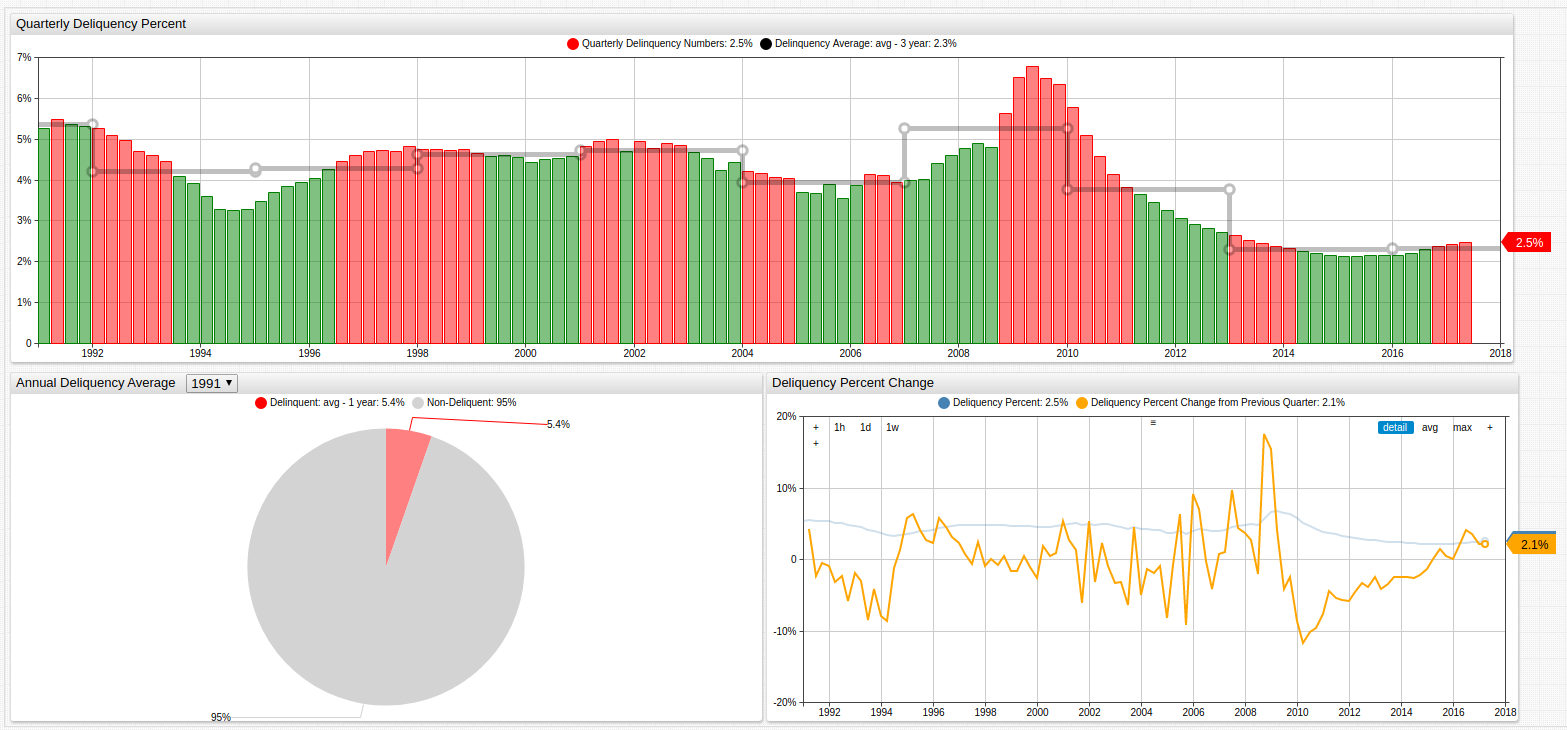 Quarterly Deliquency Percent
Quarterly Delinquency Numbers: 2.5% Delinquency Average: avg - 3 year: 2.3%
7%
6%
5%
4%
3%
2.5%
2%
1%
0
1992 1994 1996 1998 2000 2002 2004 2006 2008 2010 2012 2014 2016 2018
Annual Deliquency Average 1991 ▼
Delinquent: avg - 1 year: 5.4% Non-Deliquent: 95%
5.4%
95%
Deliquency Percent Change
Deliquency Percent: 2.5% Deliquency Percent Change from Previous Quarter: 2.1%
20%
+ 1h 1d 1w ≡ detail avg max +
+
10%
2.1%
0
-10%
-20%
1992 1994 1996 1998 2000 2002 2004 2006 2008 2010 2012 2014 2016 2018